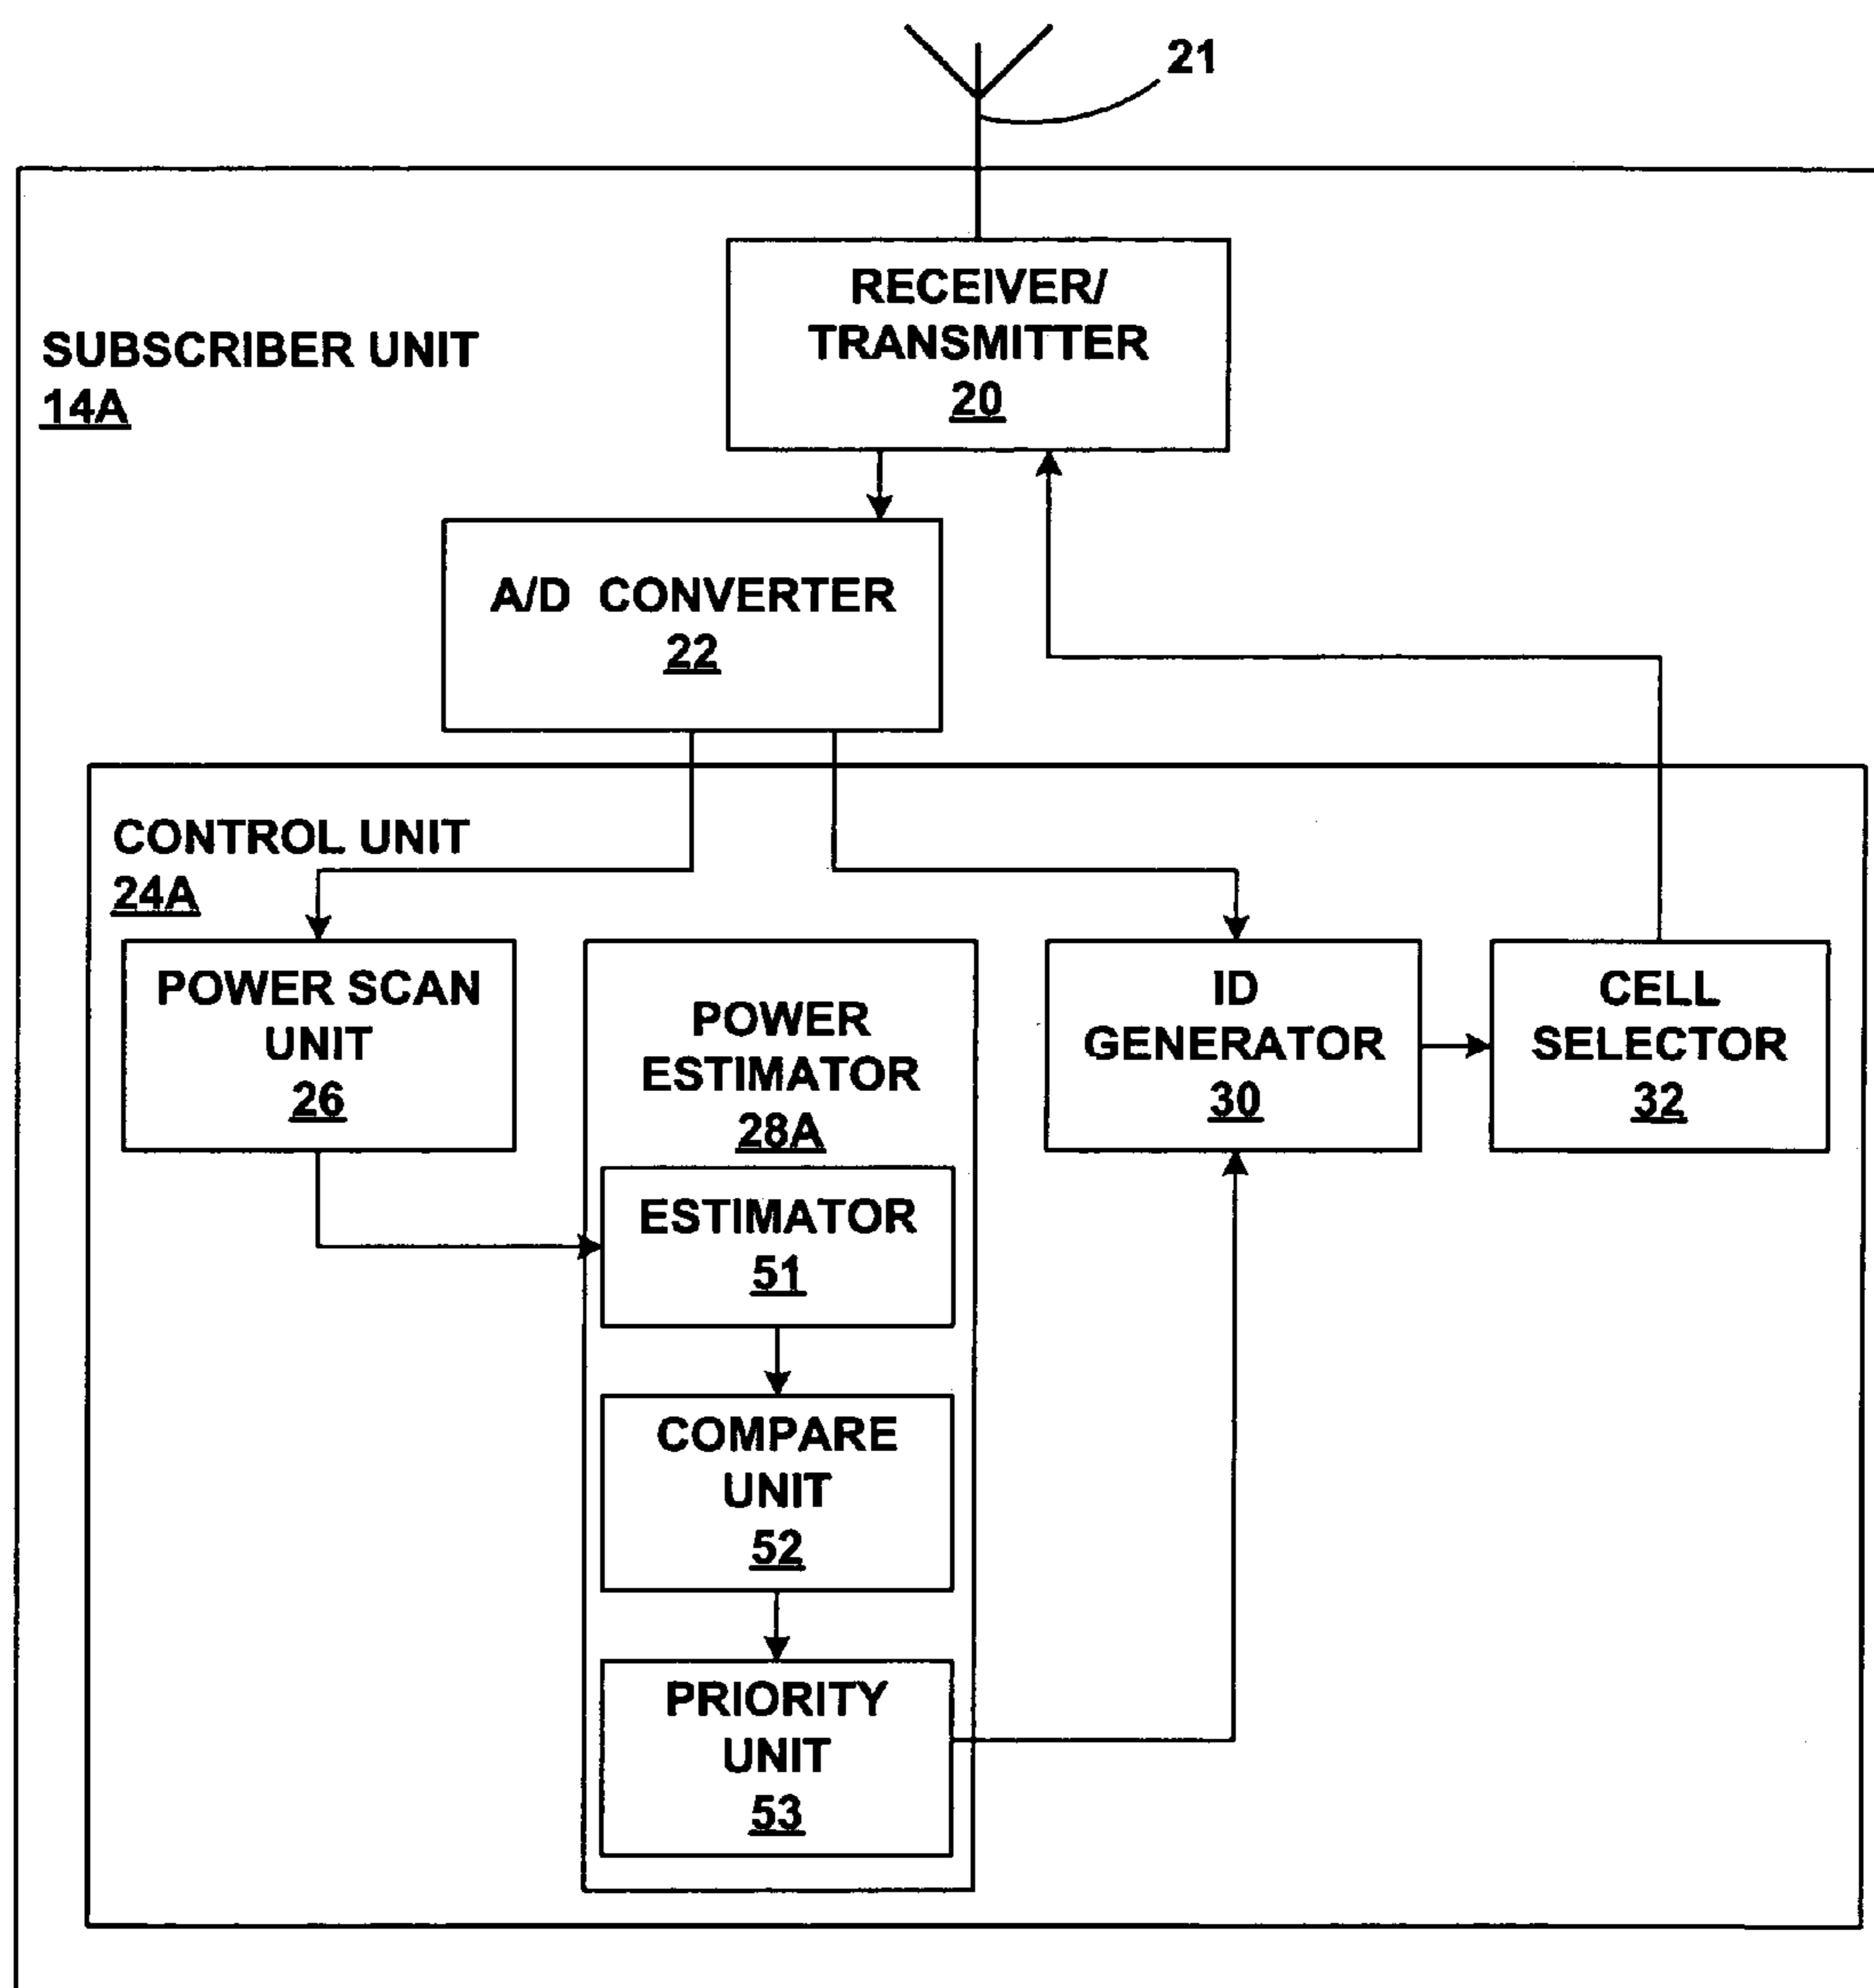 21
RECEIVER/
TRANSMITTER
20
SUBSCRIBER UNIT
14A
A/D CONVERTER
22
CONTROL UNIT
24A
POWER SCAN
UNIT
26
POWER
ESTIMATOR
28A
ESTIMATOR
51
COMPARE
UNIT
52
PRIORITY
UNIT
53
ID
GENERATOR
30
CELL
SELECTOR
32